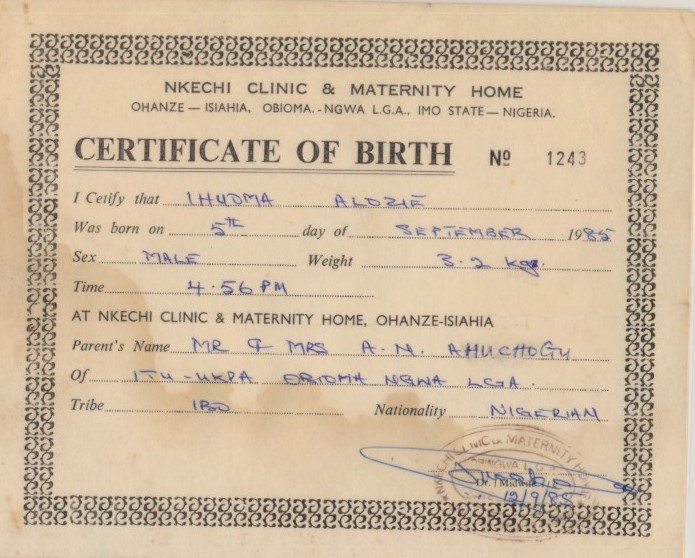 NKECHI CLINIC & MATERNITY HOME
OHANZE — ISIAHIA, OBIOMA.-NGWA L.G.A., IMO STATE — NIGERIA.
CERTIFICATE OF BIRTH Nº 1243
I Cetify that IHUOMA ALOZIE
Was born on 5th day of SEPTEMBER 1985
Sex MALE Weight 3.2 kg.
Time 4.56 PM
AT NKECHI CLINIC & MATERNITY HOME, OHANZE-ISIAHIA
Parent's Name MR & MRS A. N. AHUCHOGU
Of ITU-UKPA OBIOMA NGWA LGA.
Tribe IBO Nationality NIGERIAN
NKECHI CLINIC & MATERNITY HOME
NGWA L.G.A.
Dr. / Midwife
12/9/85